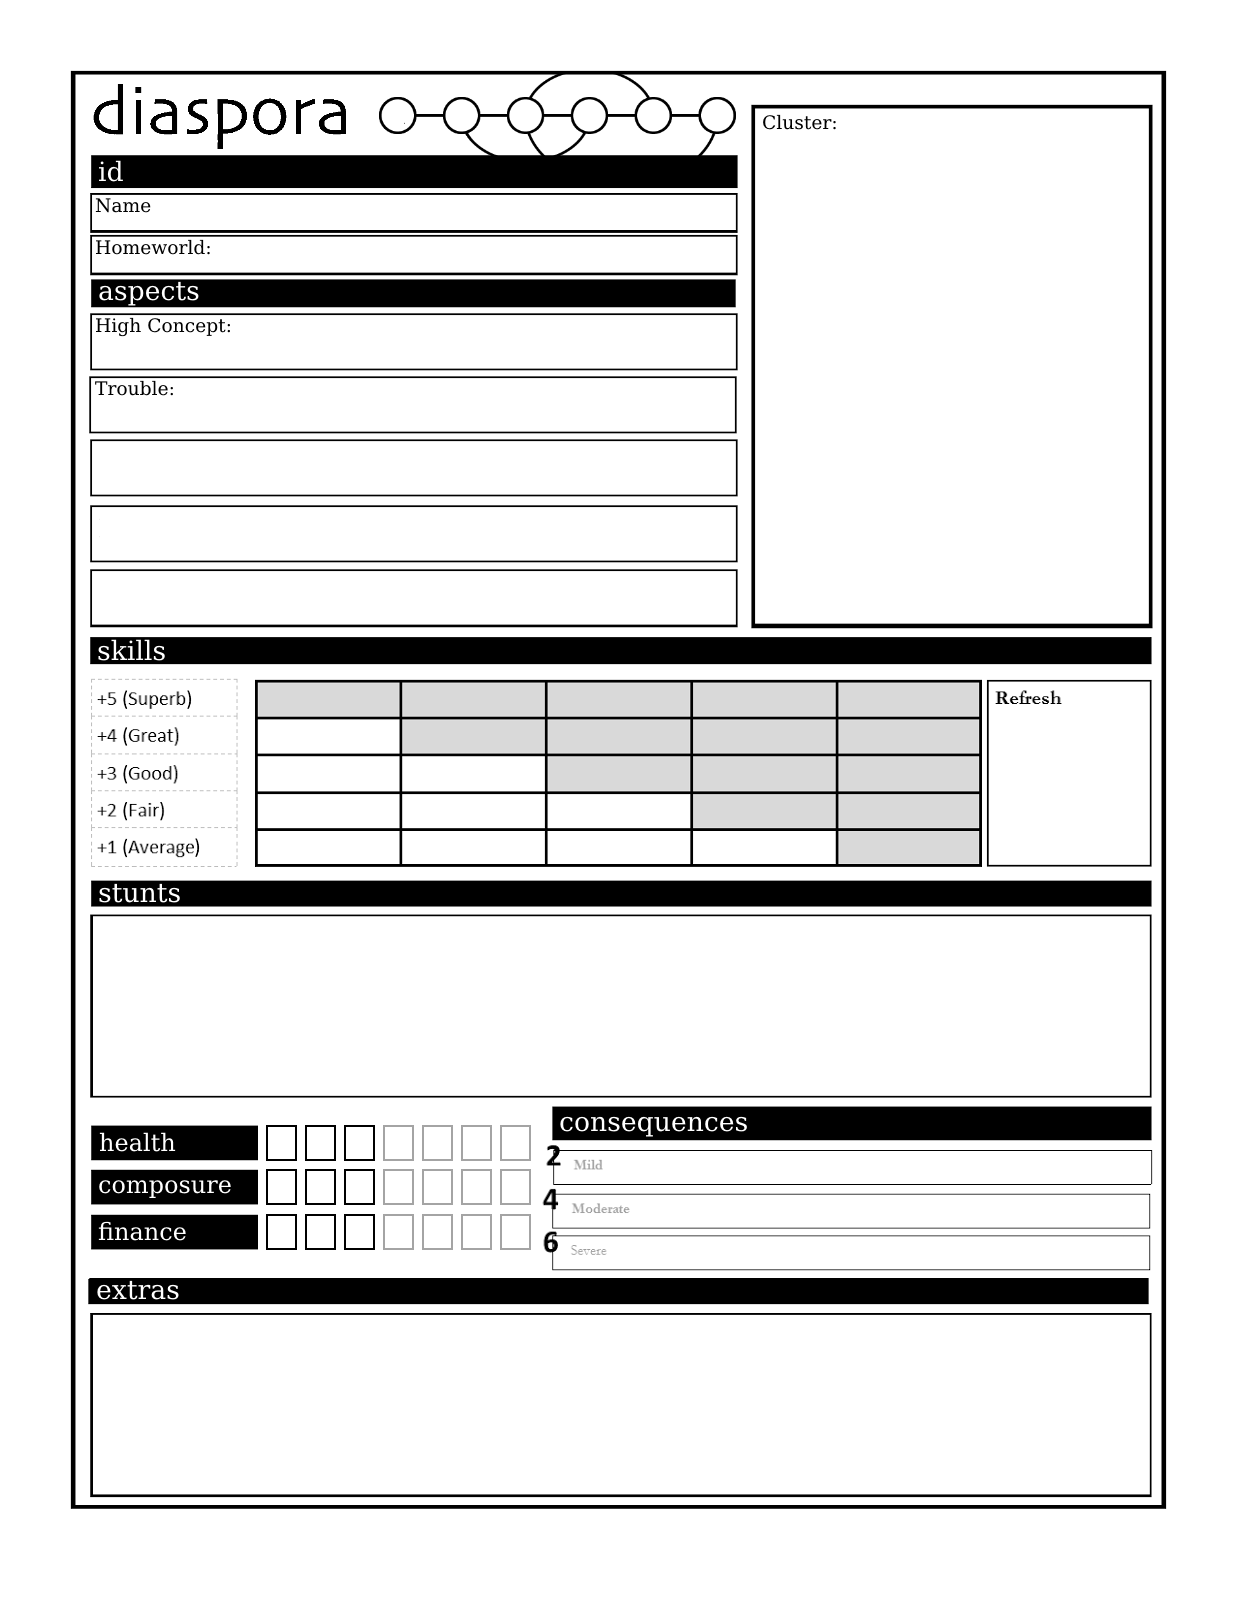 diaspora
Cluster:
id
Name
Homeworld:
aspects
High Concept:
Trouble:
skills
+5 (Superb)
Refresh
+4 (Great)
+3 (Good)
+2 (Fair)
+1 (Average)
stunts
consequences
health
2 Mild
composure
4 Moderate
finance
6 Severe
extras